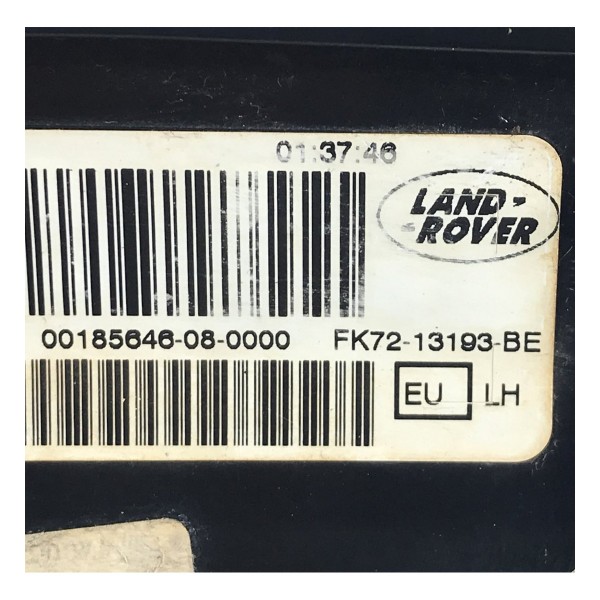 01:37:46
LAND-
-ROVER
00185646-08-0000 FK72-13193-BE
EU LH